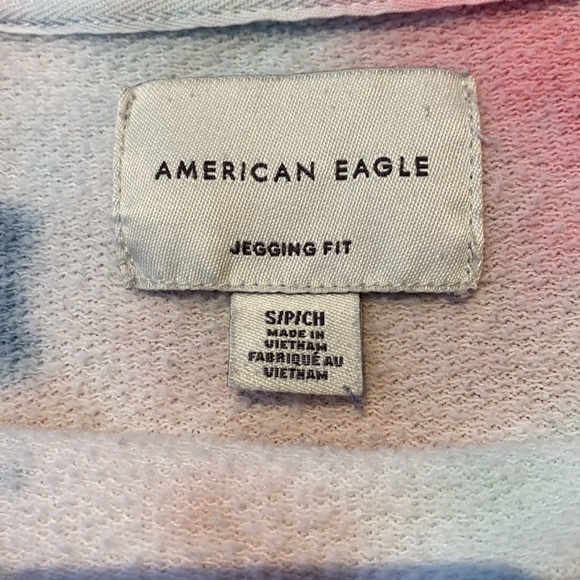 AMERICAN EAGLE
JEGGING FIT
S/P/CH
MADE IN
VIETNAM
FABRIQUÉ AU
VIETNAM